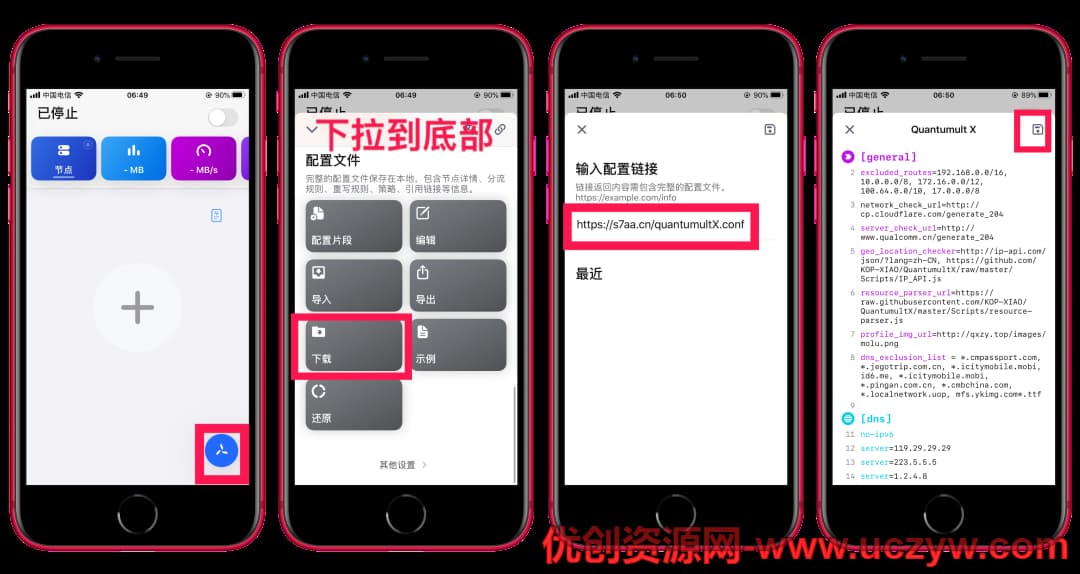 中国电信
06:49
90%
已停止
节点
- MB
- MB/s
中国电信
06:49
90%
已停止
下拉到底部
配置文件
完整的配置文件保存在本地，包含节点详情、分流
规则、重写规则、策略、引用链接等信息。
配置片段
编辑
导入
导出
下载
示例
还原
其他设置
中国电信
06:50
90%
已停止
输入配置链接
链接返回内容需包含完整的配置文件。
https://example.com/info
https://s7aa.cn/quantumultX.conf
最近
中国电信
06:50
89%
已停止
Quantumult X
[general]
2 excluded_routes=192.168.0.0/16,
10.0.0.0/8, 172.16.0.0/12,
100.64.0.0/10, 17.0.0.0/8
3 network_check_url=http://
cp.cloudflare.com/generate_204
4 server_check_url=http://
www.qualcomm.cn/generate_204
5 geo_location_checker=http://ip-api.com/
json/?lang=zh-CN, https://github.com/
KOP-XIAO/QuantumultX/raw/master/
Scripts/IP_API.js
6 resource_parser_url=https://
raw.githubusercontent.com/KOP-XIAO/
QuantumultX/master/Scripts/resource-
parser.js
7 profile_img_url=http://qxzy.top/images/
molu.png
8 dns_exclusion_list = *.cmpassport.com,
*.jegotrip.com.cn, *.icitymobile.mobi,
id6.me, *.icitymobile.mobi,
*.pingan.com.cn, *.cmbchina.com,
*.localnetwork.uop, mfs.ykimg.com*.ttf
9
[dns]
11 no-ipv6
12 server=119.29.29.29
13 server=223.5.5.5
14 server=1.2.4.8
优创资源网-www.uczyw.com